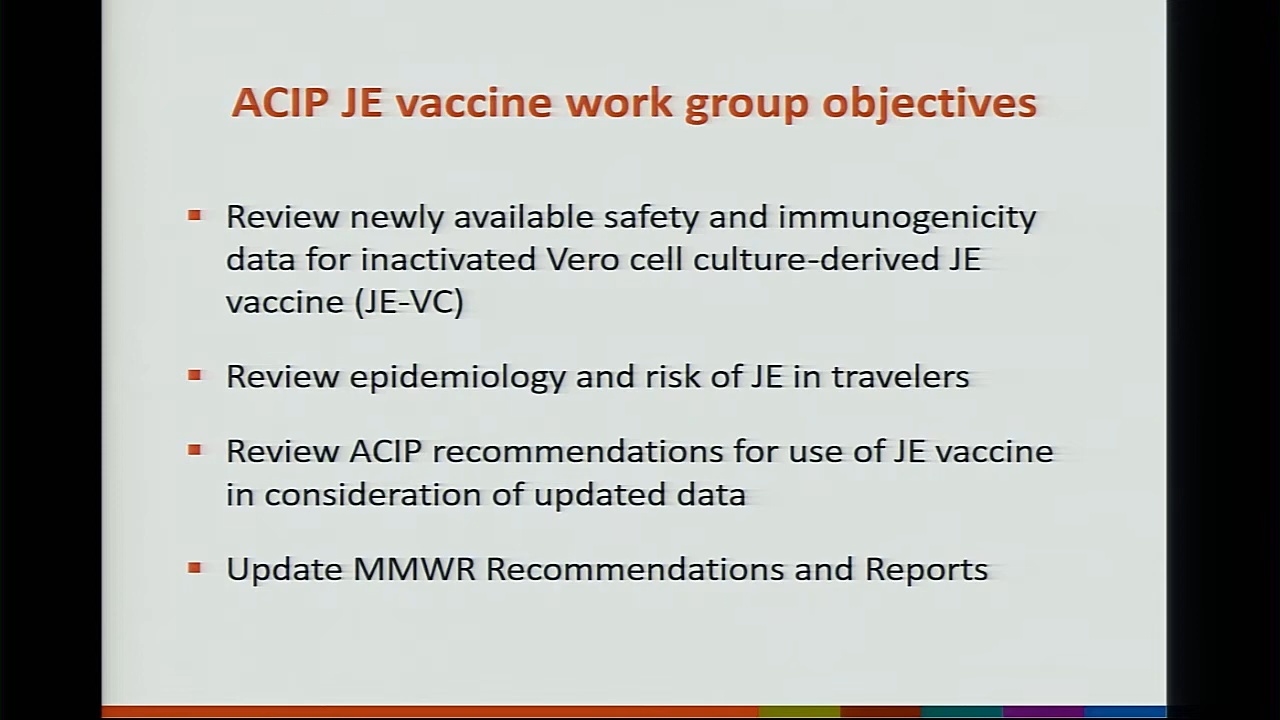 ACIP JE vaccine work group objectives
Review newly available safety and immunogenicity
data for inactivated Vero cell culture-derived JE
vaccine (JE-VC)
Review epidemiology and risk of JE in travelers
Review ACIP recommendations for use of JE vaccine
in consideration of updated data
Update MMWR Recommendations and Reports